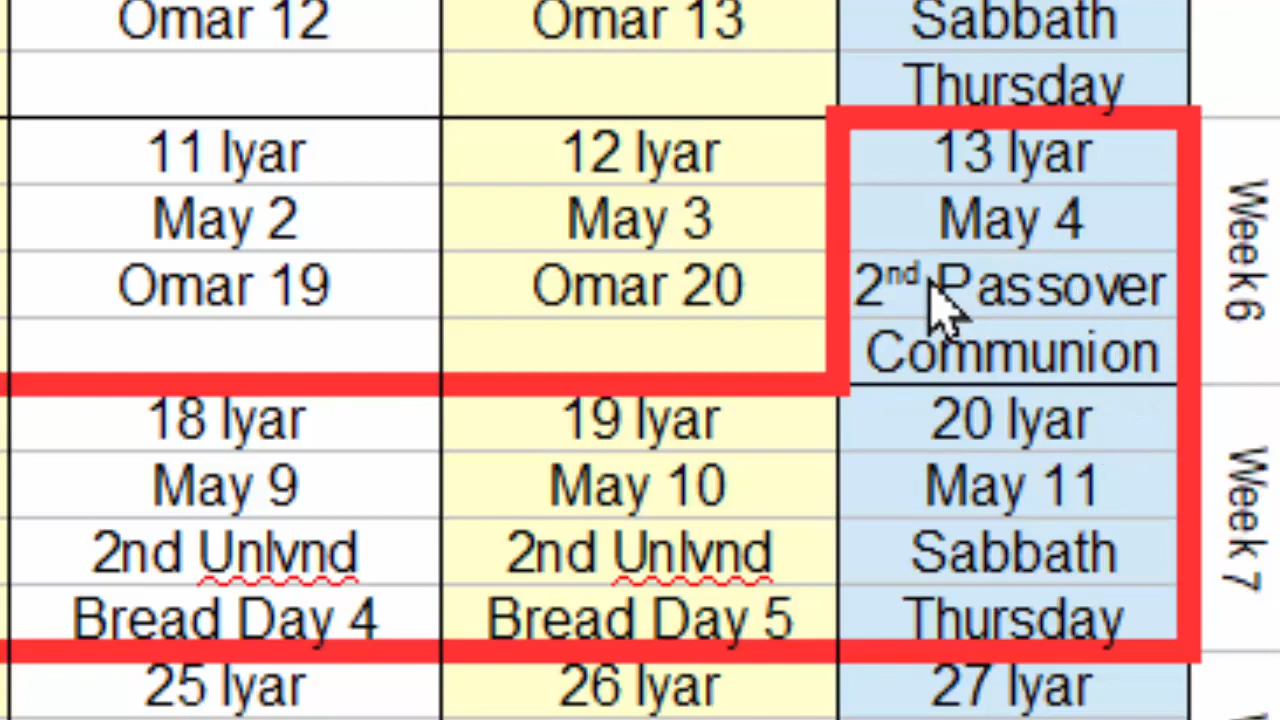 Omar 12 Omar 13 Sabbath
Thursday
11 Iyar 12 Iyar 13 Iyar
May 2 May 3 May 4
Omar 19 Omar 20 2nd Passover
Communion
Week 6
18 Iyar 19 Iyar 20 Iyar
May 9 May 10 May 11
2nd Unlvnd 2nd Unlvnd Sabbath
Bread Day 4 Bread Day 5 Thursday
Week 7
25 Iyar 26 Iyar 27 Iyar